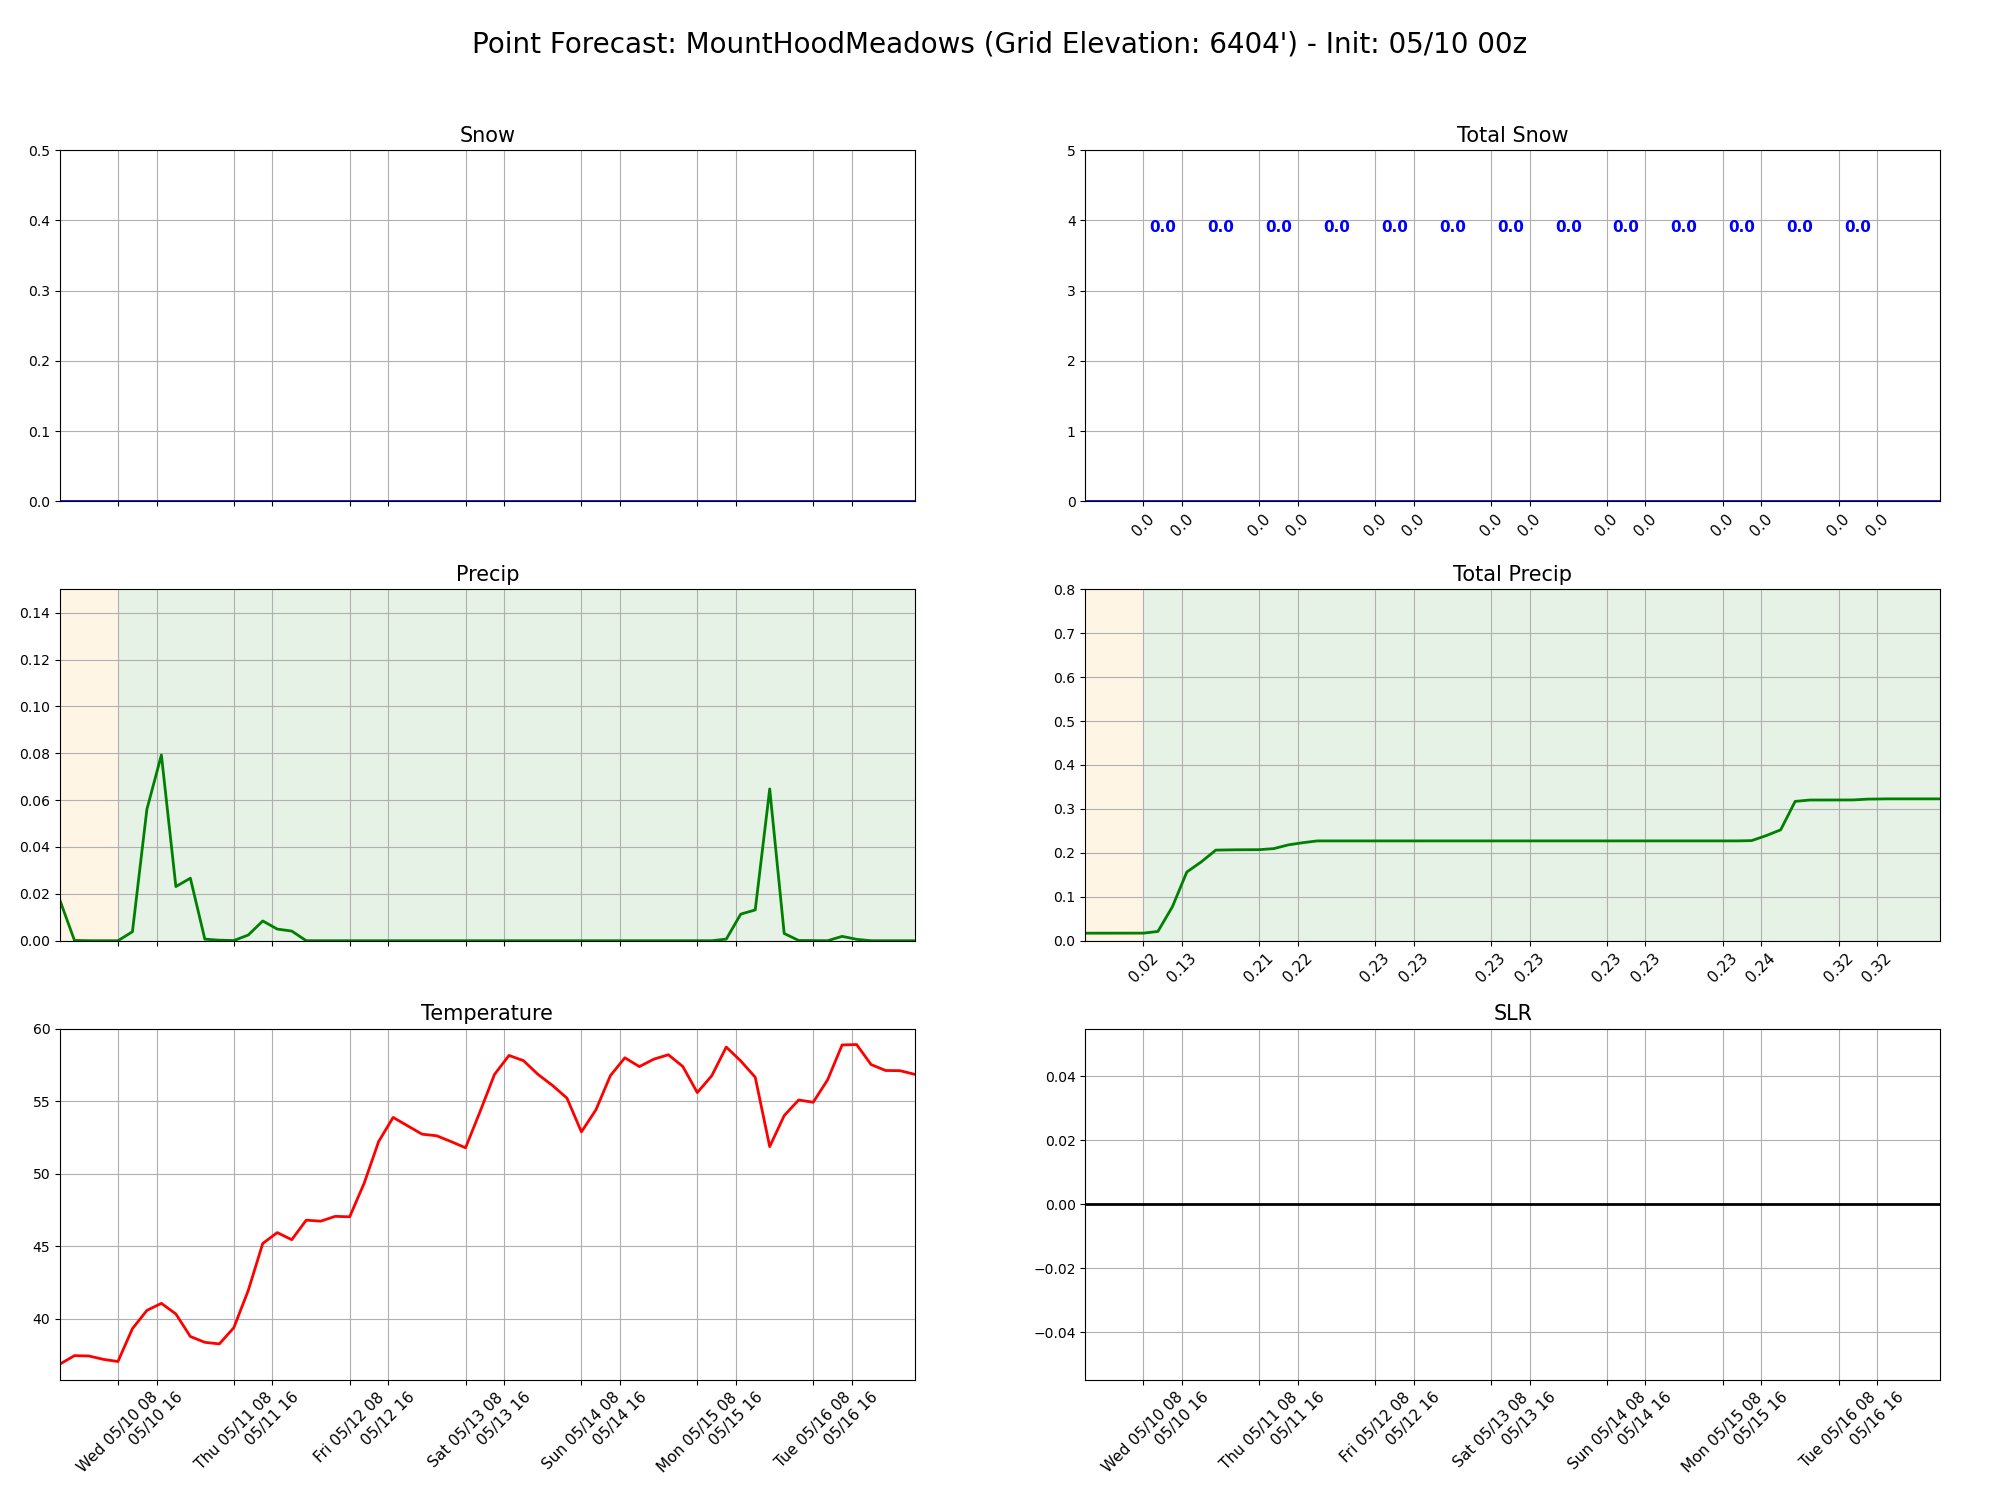 Point Forecast: MountHoodMeadows (Grid Elevation: 6404') - Init: 05/10 00z
Snow
0.5
0.4
0.3
0.2
0.1
0.0
Total Snow
5
4
3
2
1
0
0.0 0.0 0.0 0.0 0.0 0.0 0.0 0.0 0.0 0.0 0.0 0.0 0.0
0.0 0.0 0.0 0.0 0.0 0.0 0.0 0.0 0.0 0.0 0.0 0.0 0.0 0.0
Precip
0.14
0.12
0.10
0.08
0.06
0.04
0.02
0.00
Total Precip
0.8
0.7
0.6
0.5
0.4
0.3
0.2
0.1
0.0
0.02 0.13 0.21 0.22 0.23 0.23 0.23 0.23 0.23 0.23 0.23 0.24 0.32 0.32
Temperature
60
55
50
45
40
Wed 05/10 08
05/10 16
Thu 05/11 08
05/11 16
Fri 05/12 08
05/12 16
Sat 05/13 08
05/13 16
Sun 05/14 08
05/14 16
Mon 05/15 08
05/15 16
Tue 05/16 08
05/16 16
SLR
0.04
0.02
0.00
−0.02
−0.04
Wed 05/10 08
05/10 16
Thu 05/11 08
05/11 16
Fri 05/12 08
05/12 16
Sat 05/13 08
05/13 16
Sun 05/14 08
05/14 16
Mon 05/15 08
05/15 16
Tue 05/16 08
05/16 16